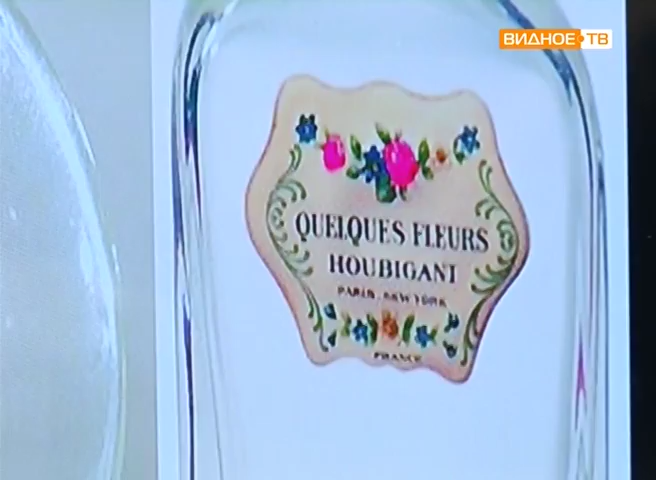 ВИДНОЕ ТВ
QUELQUES FLEURS
HOUBIGANT
PARIS. NEW YORK
FRANCE